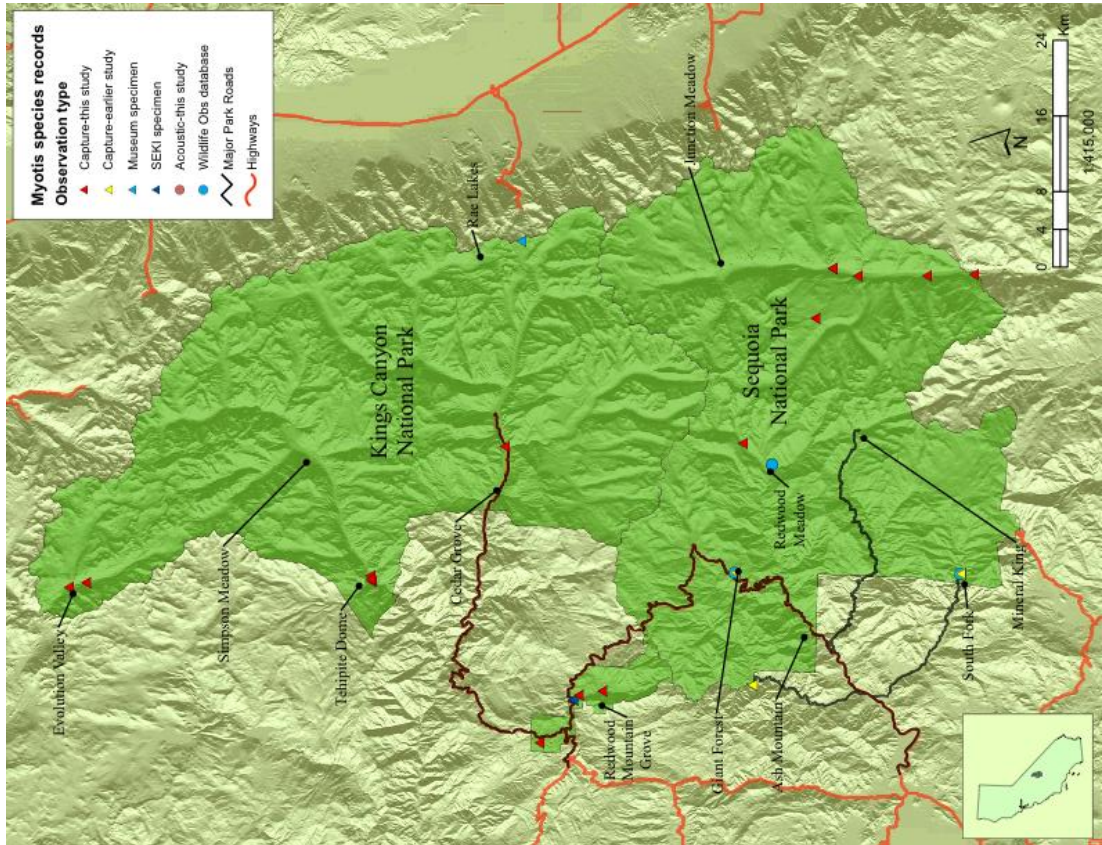 Myotis species records
Observation type
Capture-this study
Capture-earlier study
Museum specimen
SEKI specimen
Acoustic-this study
Wildlife Obs database
Major Park Roads
Highways
Evolution Valley
Simpson Meadow
Tehipite Dome
Kings Canyon
National Park
Rae Lakes
Cedar Grove
Junction Meadow
Redwood
Mountain
Grove
Sequoia
National Park
Redwood
Meadow
Giant Forest
Ash Mountain
South Fork
Mineral King
N
0 4 8 16 24
Km
1:415,000